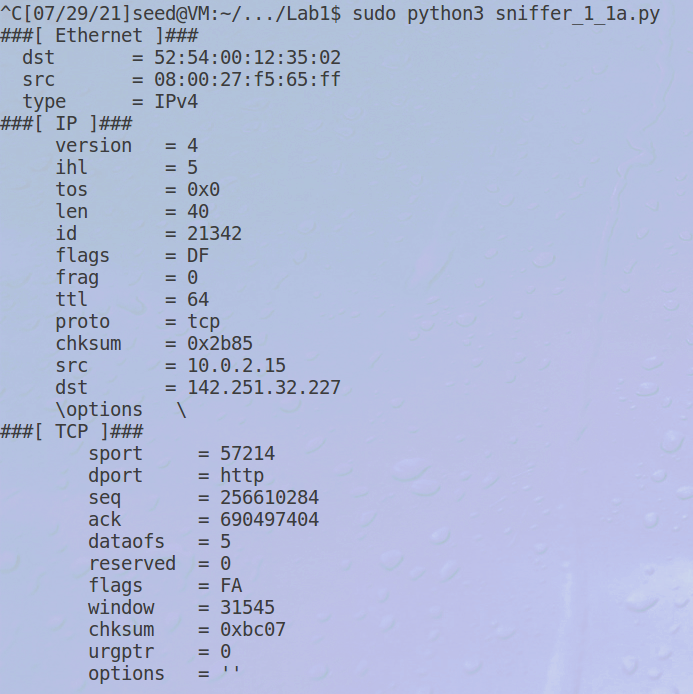 ^C[07/29/21]seed@VM:~/.../Lab1$ sudo python3 sniffer_1_1a.py
###[ Ethernet ]###
  dst       = 52:54:00:12:35:02
  src       = 08:00:27:f5:65:ff
  type      = IPv4
###[ IP ]###
     version   = 4
     ihl       = 5
     tos       = 0x0
     len       = 40
     id        = 21342
     flags     = DF
     frag      = 0
     ttl       = 64
     proto     = tcp
     chksum    = 0x2b85
     src       = 10.0.2.15
     dst       = 142.251.32.227
     \options   \
###[ TCP ]###
        sport     = 57214
        dport     = http
        seq       = 256610284
        ack       = 690497404
        dataofs   = 5
        reserved  = 0
        flags     = FA
        window    = 31545
        chksum    = 0xbc07
        urgptr    = 0
        options   = ''